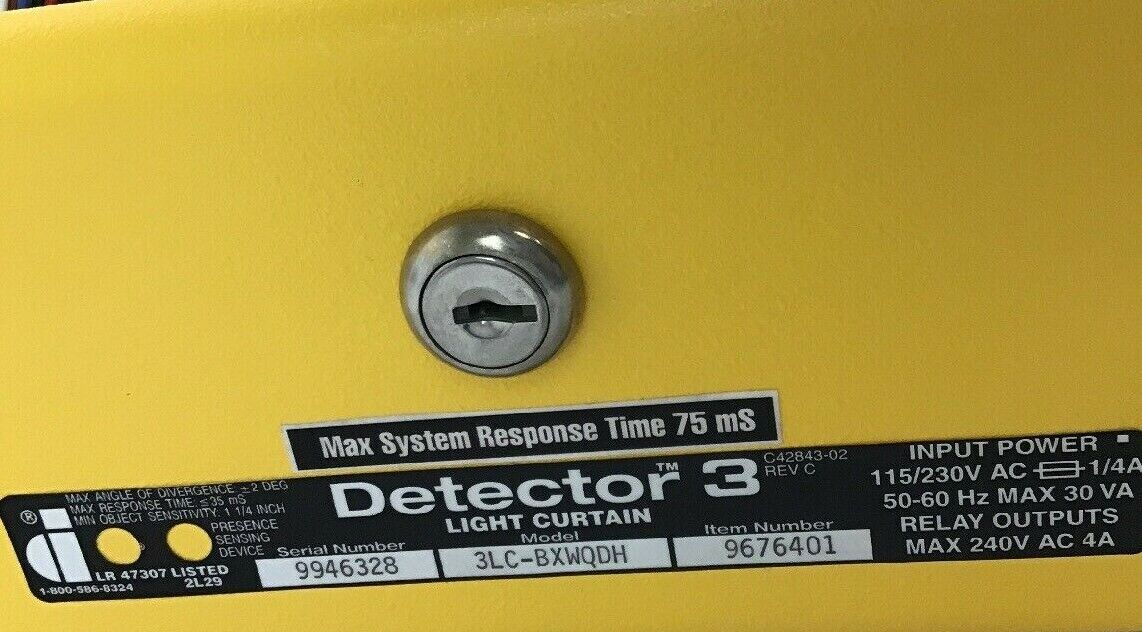 Max System Response Time 75 mS
MAX ANGLE OF DIVERGENCE ±2 DEG
MAX RESPONSE TIME ≤ 35 ms
MIN OBJECT SENSITIVITY: 1 1/4 INCH
® PRESENCE
SENSING
DEVICE
LR 47307 LISTED
2L29
1-800-586-8324
Detector™ 3
C42843-02
REV C
LIGHT CURTAIN
Serial Number
9946328
Model
3LC-BXWQDH
Item Number
9676401
INPUT POWER
115/230V AC 1/4A
50-60 Hz MAX 30 VA
RELAY OUTPUTS
MAX 240V AC 4A